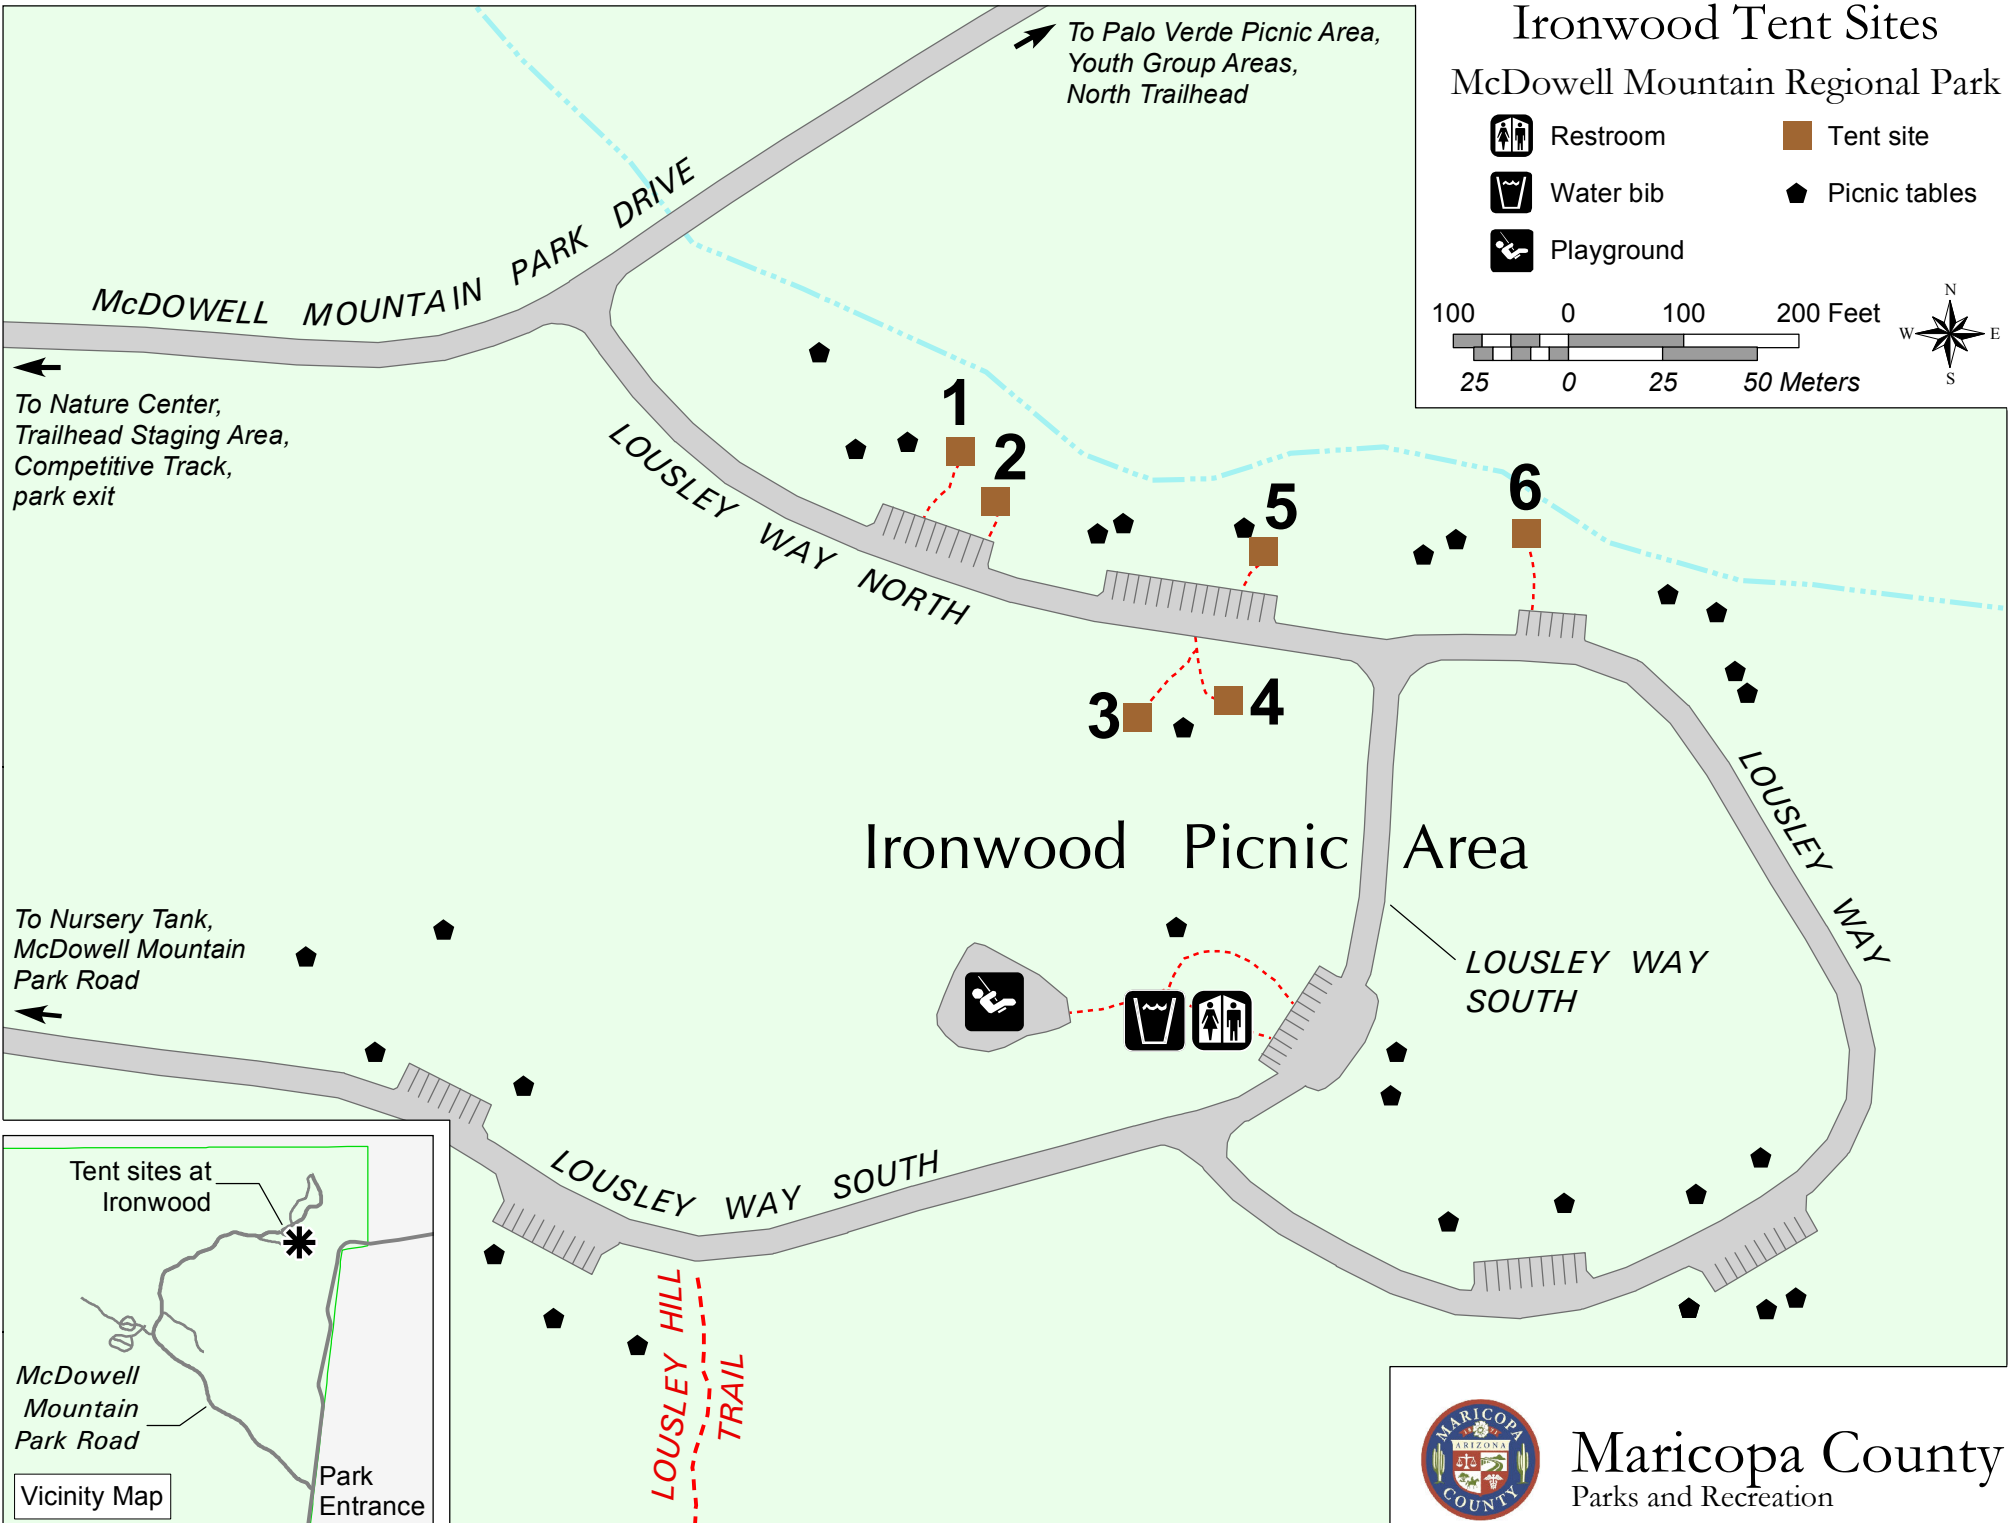 Ironwood Tent Sites
McDowell Mountain Regional Park
Restroom
Tent site
Water bib
Picnic tables
Playground
100 0 100 200 Feet
25 0 25 50 Meters
N
W E
S
To Palo Verde Picnic Area,
Youth Group Areas,
North Trailhead
McDOWELL MOUNTAIN PARK DRIVE
To Nature Center,
Trailhead Staging Area,
Competitive Track,
park exit
1
2
5
6
LOUSLEY WAY NORTH
3
4
LOUSLEY WAY
Ironwood Picnic Area
To Nursery Tank,
McDowell Mountain
Park Road
LOUSLEY WAY
SOUTH
LOUSLEY WAY SOUTH
LOUSLEY HILL
TRAIL
Tent sites at
Ironwood
McDowell
Mountain
Park Road
Park
Entrance
Vicinity Map
MARICOPA
ARIZONA
COUNTY
Maricopa County
Parks and Recreation